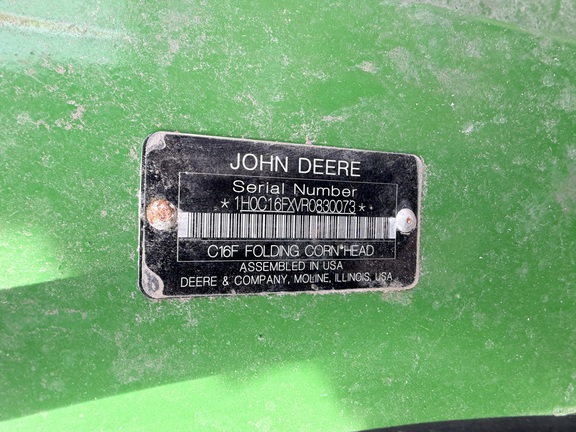 JOHN DEERE
Serial Number
*1H0C16FXVR0830073*
C16F FOLDING CORN*HEAD
ASSEMBLED IN USA
DEERE & COMPANY, MOLINE, ILLINOIS, USA